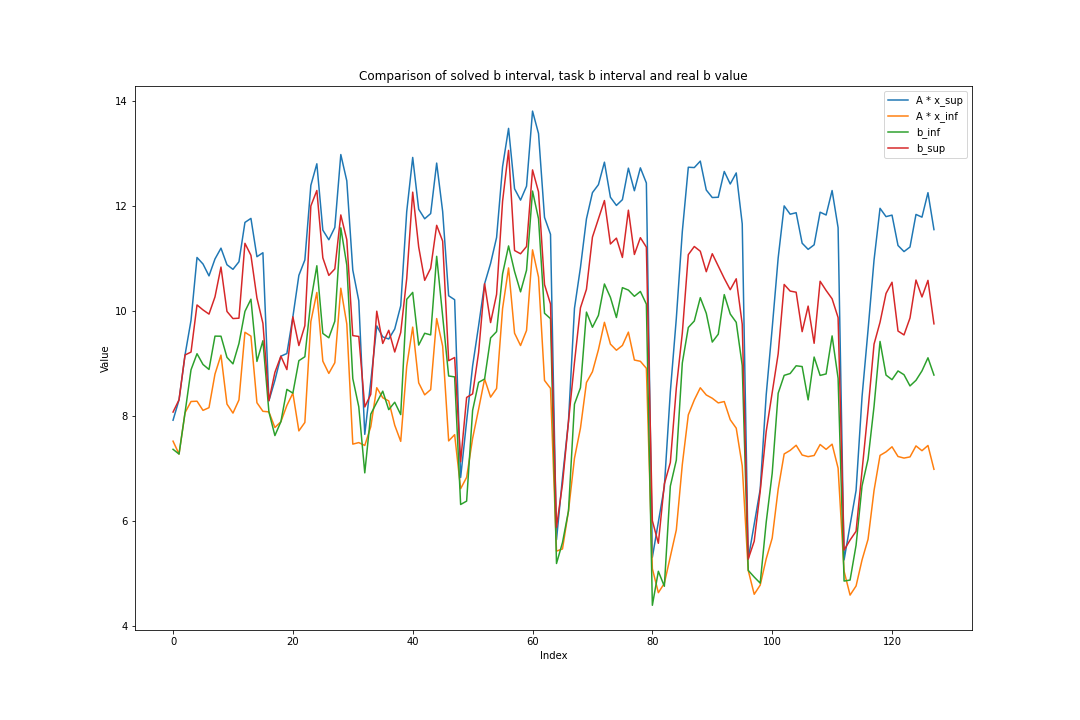 Comparison of solved b interval, task b interval and real b value
A * x_sup
A * x_inf
b_inf
b_sup
Value
14
12
10
8
6
4
0 20 40 60 80 100 120
Index